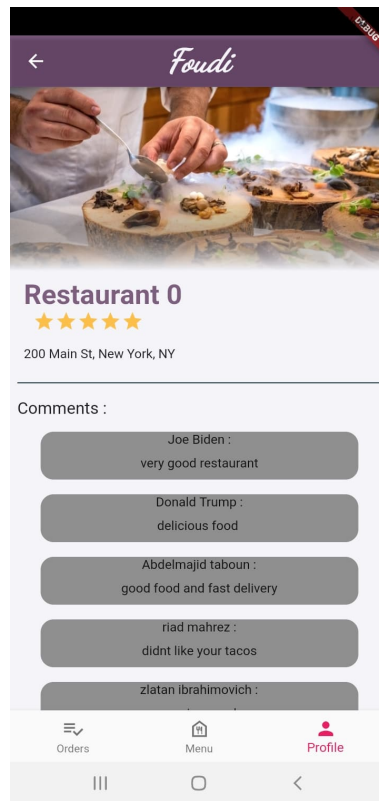 DEBUG
Foudi
Restaurant 0
200 Main St, New York, NY
Comments :
Joe Biden :
very good restaurant
Donald Trump :
delicious food
Abdelmajid taboun :
good food and fast delivery
riad mahrez :
didnt like your tacos
zlatan ibrahimovich :
Orders
Menu
Profile